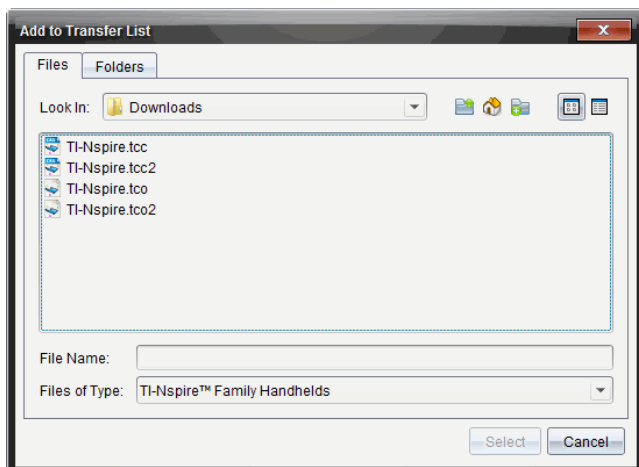 Add to Transfer List
Files Folders
Look In: Downloads
TI-Nspire.tcc
TI-Nspire.tcc2
TI-Nspire.tco
TI-Nspire.tco2
File Name:
Files of Type: TI-Nspire™ Family Handhelds
Select Cancel